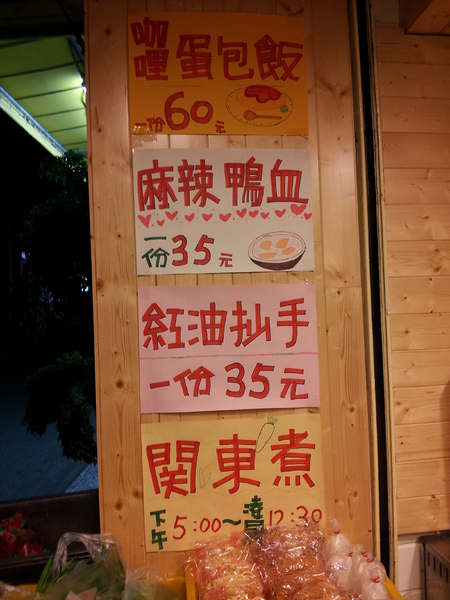 咖哩蛋包飯
一份60元
麻辣鴨血
一份35元
紅油抄手
一份35元
関東煮
下午5:00~凌晨12:30